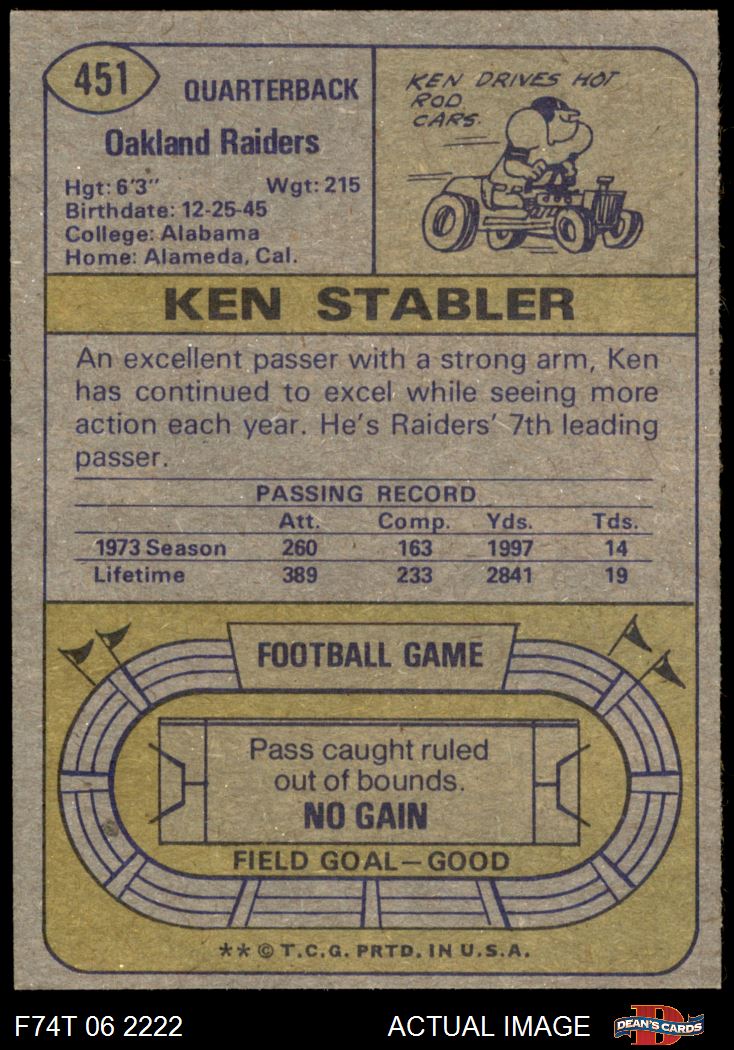 451
QUARTERBACK
Oakland Raiders
Hgt: 6'3" Wgt: 215
Birthdate: 12-25-45
College: Alabama
Home: Alameda, Cal.
KEN DRIVES HOT
ROD
CARS.
KEN STABLER
An excellent passer with a strong arm, Ken
has continued to excel while seeing more
action each year. He's Raiders' 7th leading
passer.
PASSING RECORD
Att. Comp. Yds. Tds.
1973 Season 260 163 1997 14
Lifetime 389 233 2841 19
FOOTBALL GAME
Pass caught ruled
out of bounds.
NO GAIN
FIELD GOAL—GOOD
** © T.C.G. PRTD. IN U.S.A.
F74T 06 2222 ACTUAL IMAGE
D
DEAN'S CARDS